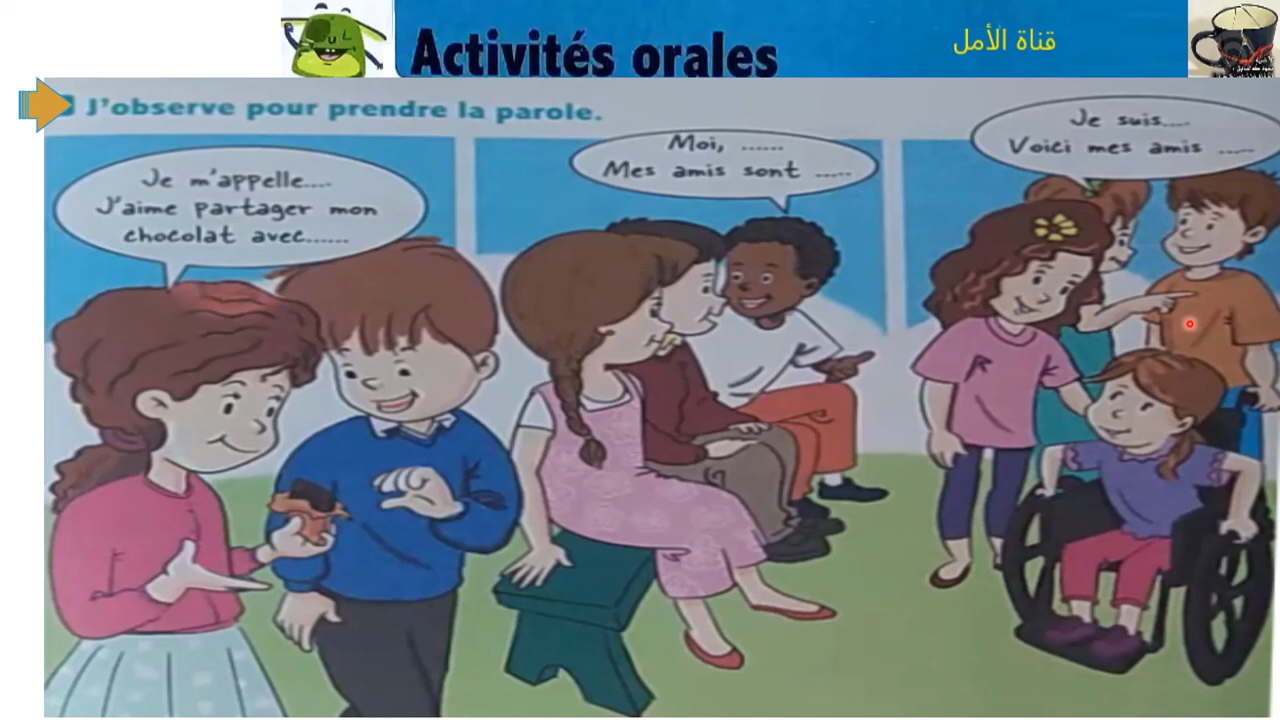 Activités orales
قناة الأمل
J'observe pour prendre la parole.
Je m'appelle....
J'aime partager mon
chocolat avec......
Moi, ......
Mes amis sont .....
Je suis....
Voici mes amis .....